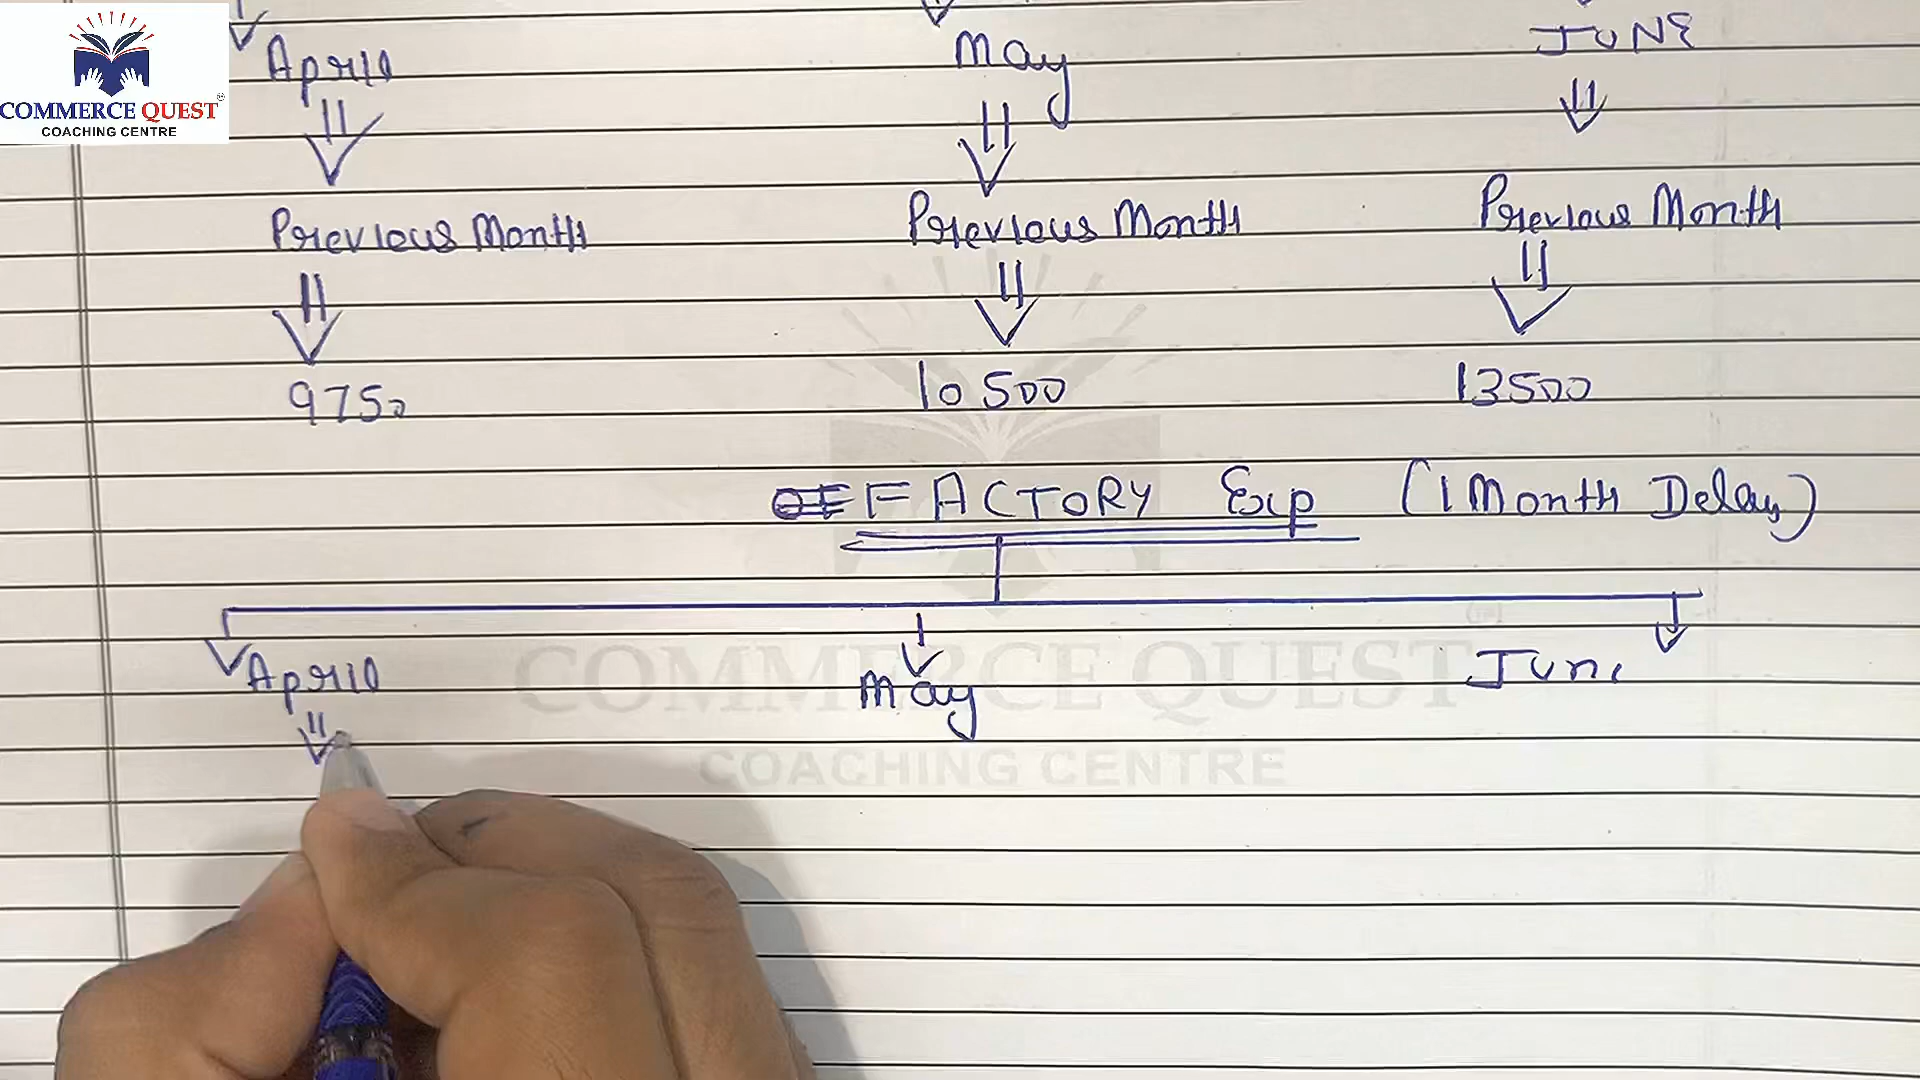 COMMERCE QUEST
COACHING CENTRE
April May JUNE
Previous Month Previous Month Previous Month
9750 10500 13500
FACTORY Exp (1 Month Delay)
April May June
COMMERCE QUEST
COACHING CENTRE